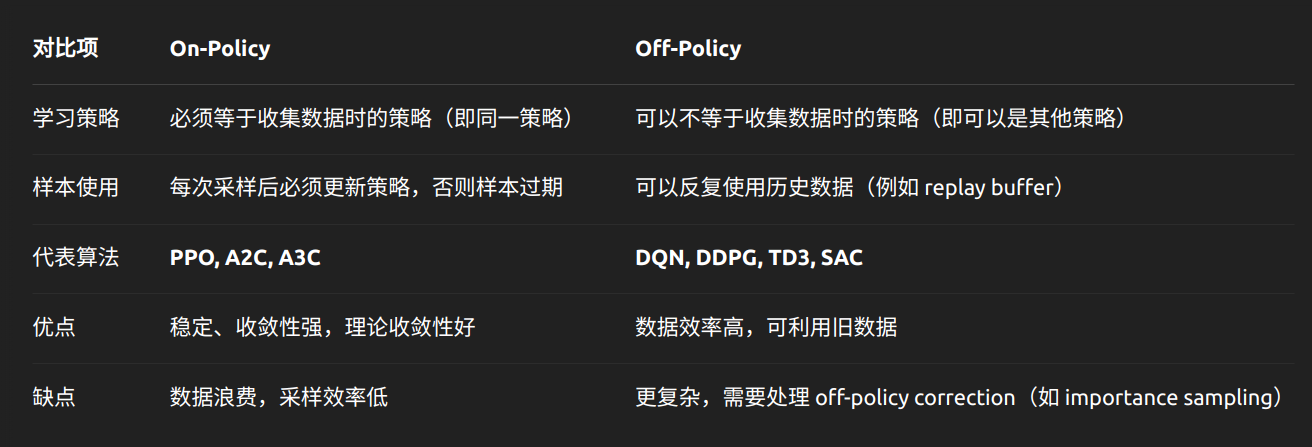 对比项 On-Policy Off-Policy
学习策略 必须等于收集数据时的策略（即同一策略） 可以不等于收集数据时的策略（即可以是其他策略）
样本使用 每次采样后必须更新策略，否则样本过期 可以反复使用历史数据（例如 replay buffer）
代表算法 PPO, A2C, A3C DQN, DDPG, TD3, SAC
优点 稳定、收敛性强，理论收敛性好 数据效率高，可利用旧数据
缺点 数据浪费，采样效率低 更复杂，需要处理 off-policy correction（如 importance sampling）